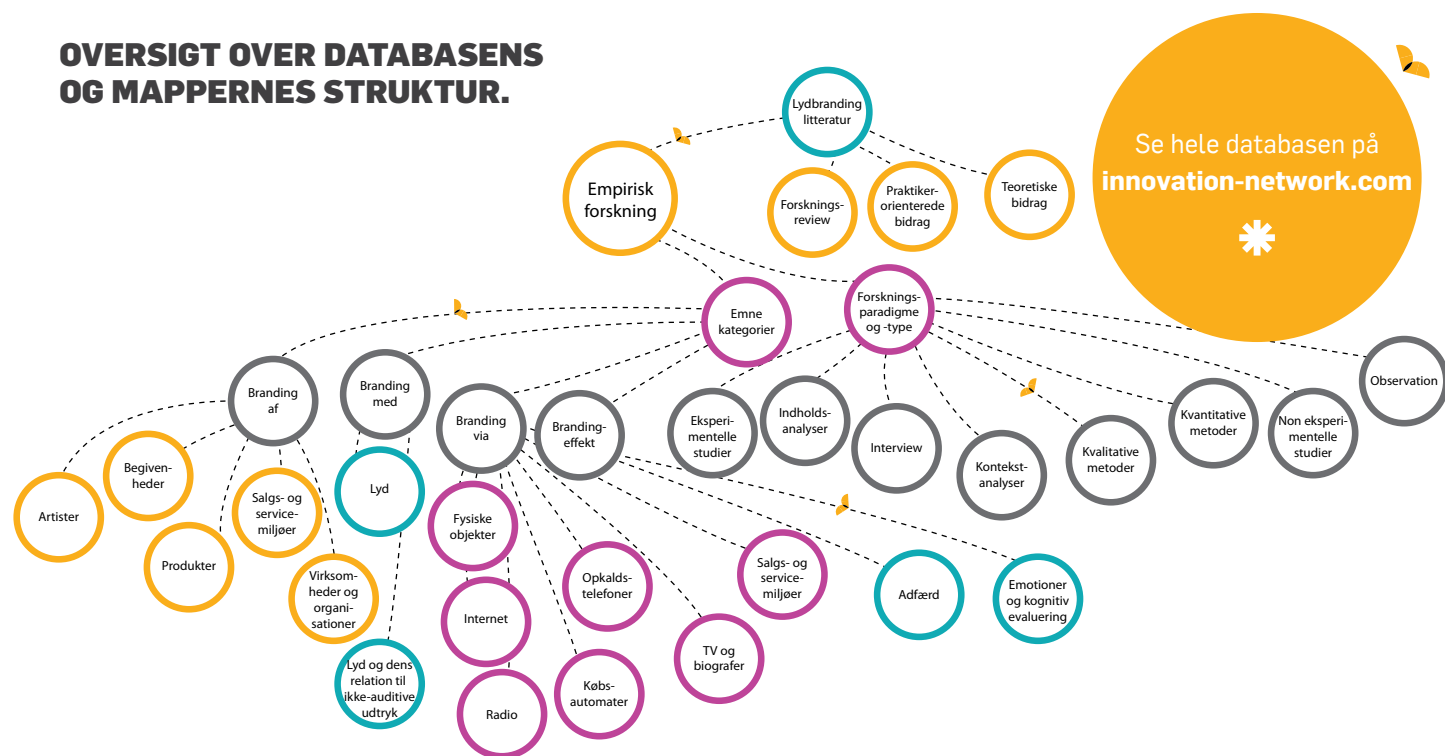 OVERSIGT OVER DATABASENS
OG MAPPERNES STRUKTUR.
Lydbranding
litteratur
Se hele databasen på
innovation-network.com
Empirisk
forskning
Forsknings-
review
Praktiker-
orienterede
bidrag
Teoretiske
bidrag
Emne
kategorier
Forsknings-
paradigme
og -type
Branding
af
Branding
med
Branding
via
Branding-
effekt
Eksperi-
mentelle
studier
Indholds-
analyser
Interview
Kontekst-
analyser
Kvalitative
metoder
Kvantitative
metoder
Non eksperi-
mentelle
studier
Observation
Artister
Begiven-
heder
Produkter
Salgs- og
service-
miljøer
Virksom-
heder og
organi-
sationer
Lyd
Lyd og dens
relation til
ikke-auditive
udtryk
Fysiske
objekter
Internet
Radio
Opkalds-
telefoner
Købs-
automater
TV og
biografer
Salgs- og
service-
miljøer
Adfærd
Emotioner
og kognitiv
evaluering